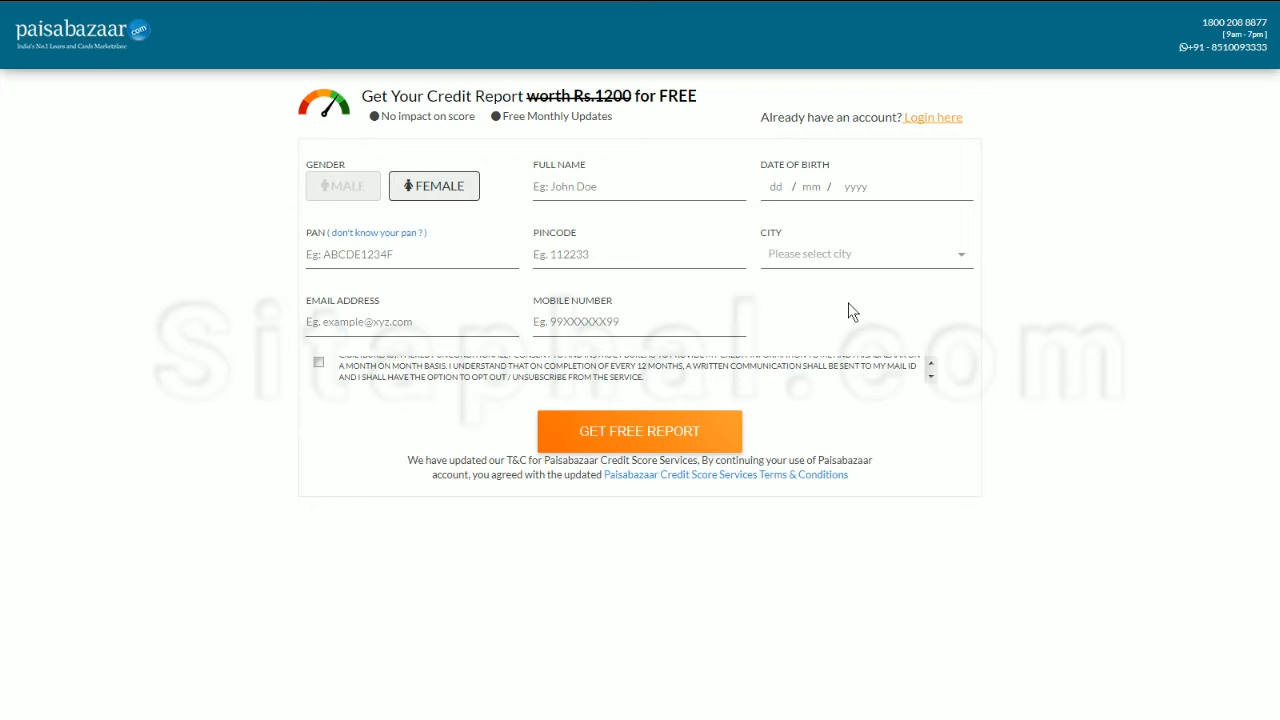 paisabazaar.com
India's No.1 Loans and Cards Marketplace
1800 208 8877
[ 9am - 7pm ]
+91 - 8510093333
Get Your Credit Report worth Rs.1200 for FREE
No impact on score Free Monthly Updates
Already have an account? Login here
GENDER FULL NAME DATE OF BIRTH
MALE FEMALE Eg: John Doe dd / mm / yyyy
PAN ( don't know your pan ? ) PINCODE CITY
Eg: ABCDE1234F Eg. 112233 Please select city
EMAIL ADDRESS MOBILE NUMBER
Eg. example@xyz.com Eg. 99XXXXXX99
Sitaphal.com
A MONTH ON MONTH BASIS. I UNDERSTAND THAT ON COMPLETION OF EVERY 12 MONTHS, A WRITTEN COMMUNICATION SHALL BE SENT TO MY MAIL ID
AND I SHALL HAVE THE OPTION TO OPT OUT / UNSUBSCRIBE FROM THE SERVICE.
GET FREE REPORT
We have updated our T&C for Paisabazaar Credit Score Services, By continuing your use of Paisabazaar
account, you agreed with the updated Paisabazaar Credit Score Services Terms & Conditions